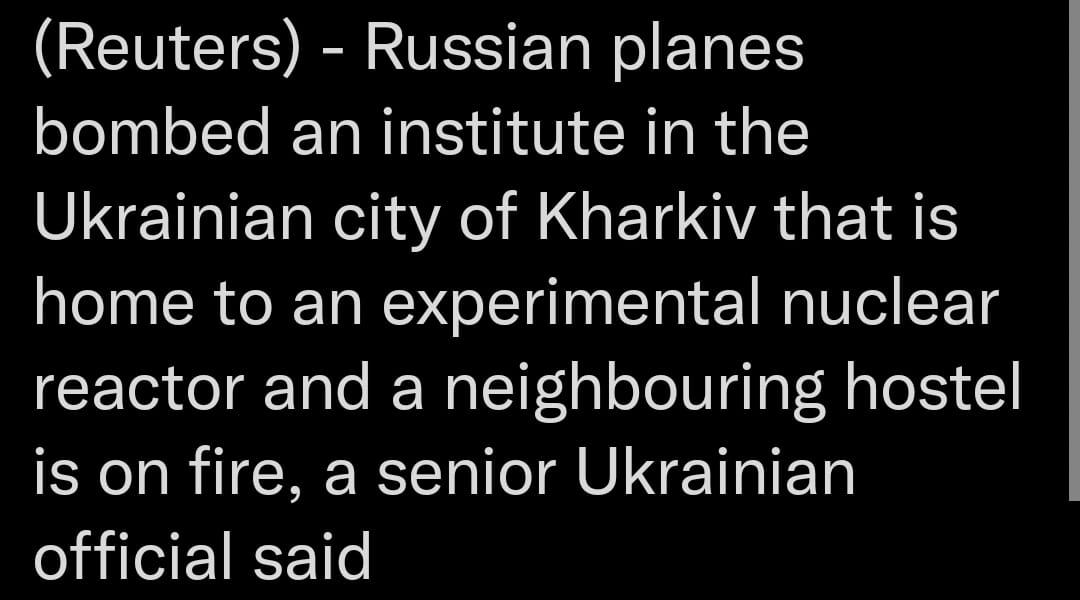 (Reuters) - Russian planes
bombed an institute in the
Ukrainian city of Kharkiv that is
home to an experimental nuclear
reactor and a neighbouring hostel
is on fire, a senior Ukrainian
official said